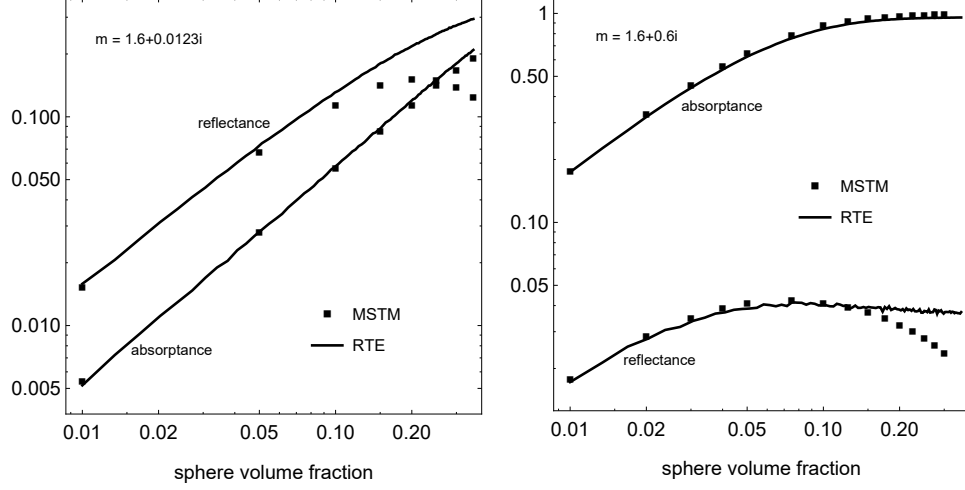 m = 1.6+0.0123i
reflectance
absorptance
MSTM
RTE
0.100
0.050
0.010
0.005
0.01
0.02
0.05
0.10
0.20
sphere volume fraction
m = 1.6+0.6i
absorptance
MSTM
RTE
reflectance
1
0.50
0.10
0.05
0.01
0.02
0.05
0.10
0.20
sphere volume fraction